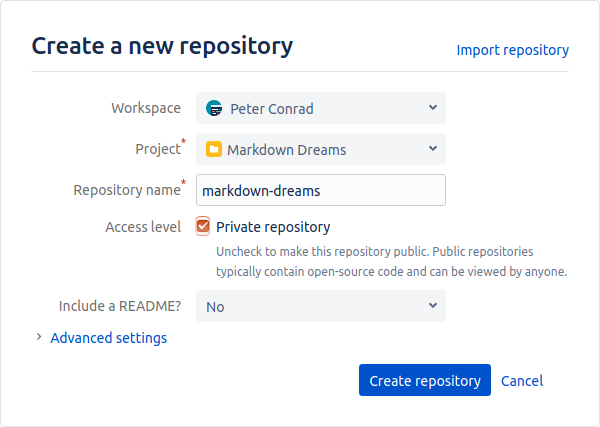 Create a new repository
Import repository
Workspace
Peter Conrad
Project*
Markdown Dreams
Repository name*
markdown-dreams
Access level
Private repository
Uncheck to make this repository public. Public repositories
typically contain open-source code and can be viewed by anyone.
Include a README?
No
Advanced settings
Create repository
Cancel